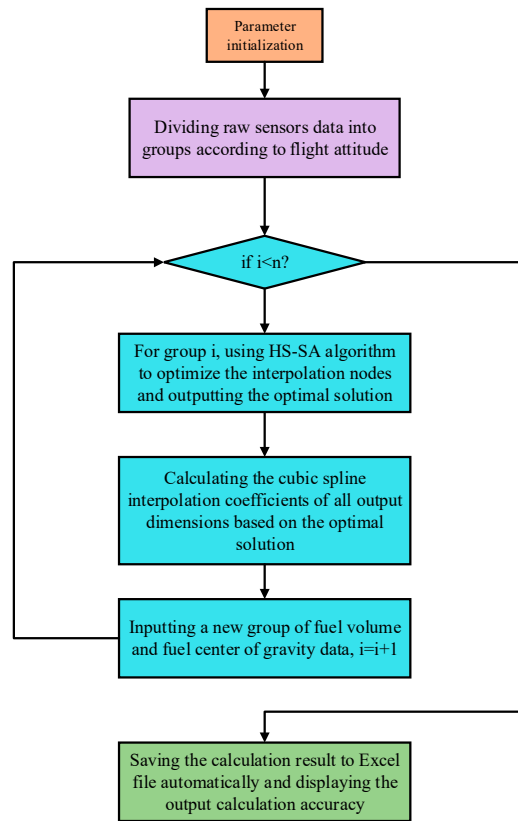 Parameter
initialization
Dividing raw sensors data into
groups according to flight attitude
if i<n?
For group i, using HS-SA algorithm
to optimize the interpolation nodes
and outputting the optimal solution
Calculating the cubic spline
interpolation coefficients of all output
dimensions based on the optimal
solution
Inputting a new group of fuel volume
and fuel center of gravity data, i=i+1
Saving the calculation result to Excel
file automatically and displaying the
output calculation accuracy